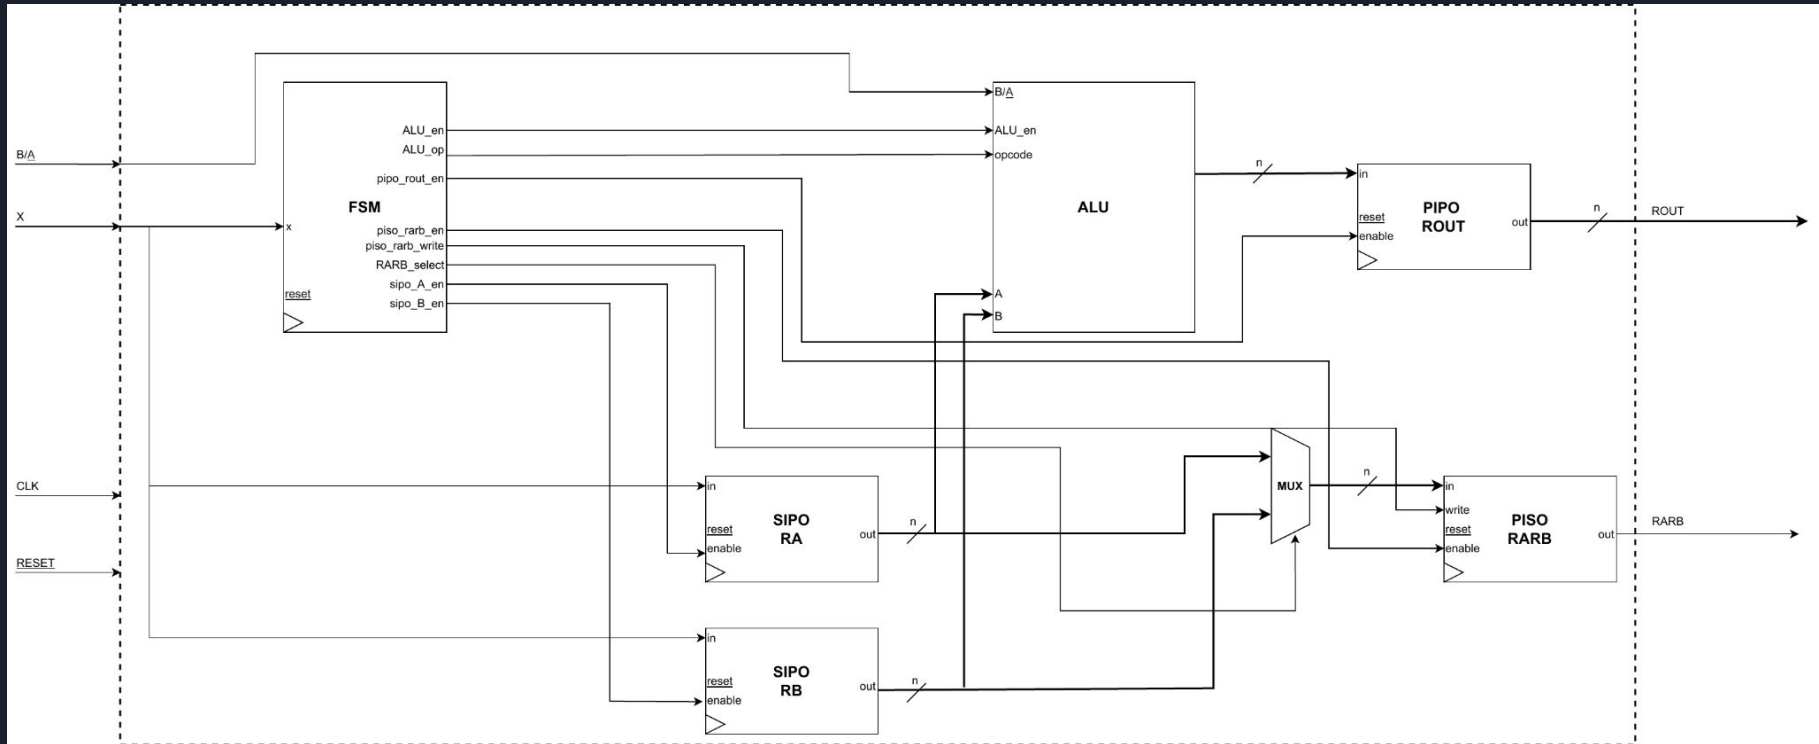 B/A
X
CLK
RESET
FSM
x
reset
ALU_en
ALU_op
pipo_rout_en
piso_rarb_en
piso_rarb_write
RARB_select
sipo_A_en
sipo_B_en
B/A
ALU_en
opcode
ALU
A
B
n
in
reset
enable
PIPO
ROUT
out
n
ROUT
in
reset
enable
SIPO
RA
out
n
MUX
n
in
write
reset
enable
PISO
RARB
out
RARB
in
reset
enable
SIPO
RB
out
n